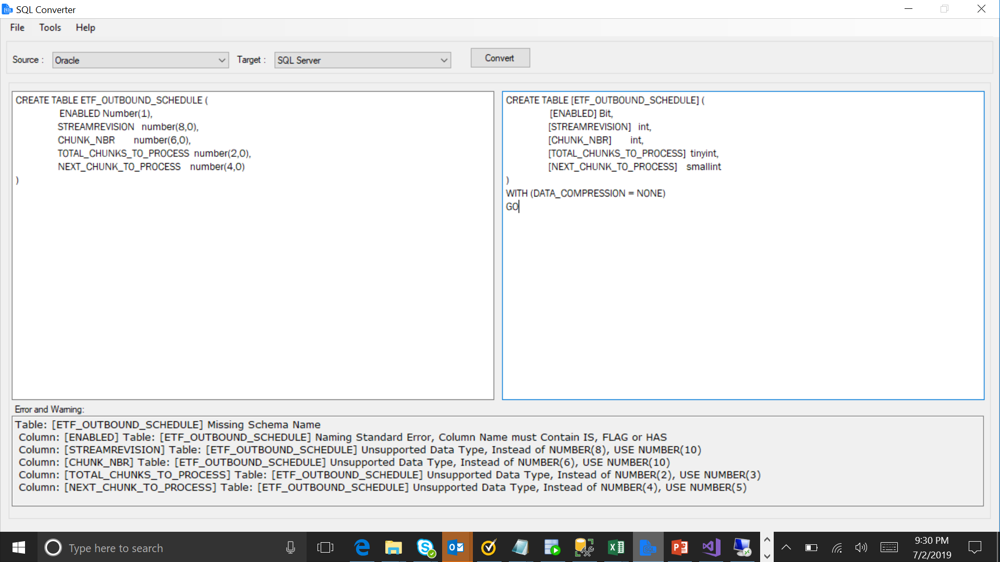 SQL Converter
File Tools Help
Source : Oracle Target : SQL Server Convert
CREATE TABLE ETF_OUTBOUND_SCHEDULE (
ENABLED Number(1),
STREAMREVISION number(8,0),
CHUNK_NBR number(6,0),
TOTAL_CHUNKS_TO_PROCESS number(2,0),
NEXT_CHUNK_TO_PROCESS number(4,0)
)
CREATE TABLE [ETF_OUTBOUND_SCHEDULE] (
[ENABLED] Bit,
[STREAMREVISION] int,
[CHUNK_NBR] int,
[TOTAL_CHUNKS_TO_PROCESS] tinyint,
[NEXT_CHUNK_TO_PROCESS] smallint
)
WITH (DATA_COMPRESSION = NONE)
GO
Error and Warning:
Table: [ETF_OUTBOUND_SCHEDULE] Missing Schema Name
Column: [ENABLED] Table: [ETF_OUTBOUND_SCHEDULE] Naming Standard Error, Column Name must Contain IS, FLAG or HAS
Column: [STREAMREVISION] Table: [ETF_OUTBOUND_SCHEDULE] Unsupported Data Type, Instead of NUMBER(8), USE NUMBER(10)
Column: [CHUNK_NBR] Table: [ETF_OUTBOUND_SCHEDULE] Unsupported Data Type, Instead of NUMBER(6), USE NUMBER(10)
Column: [TOTAL_CHUNKS_TO_PROCESS] Table: [ETF_OUTBOUND_SCHEDULE] Unsupported Data Type, Instead of NUMBER(2), USE NUMBER(3)
Column: [NEXT_CHUNK_TO_PROCESS] Table: [ETF_OUTBOUND_SCHEDULE] Unsupported Data Type, Instead of NUMBER(4), USE NUMBER(5)
Type here to search
9:30 PM
7/2/2019